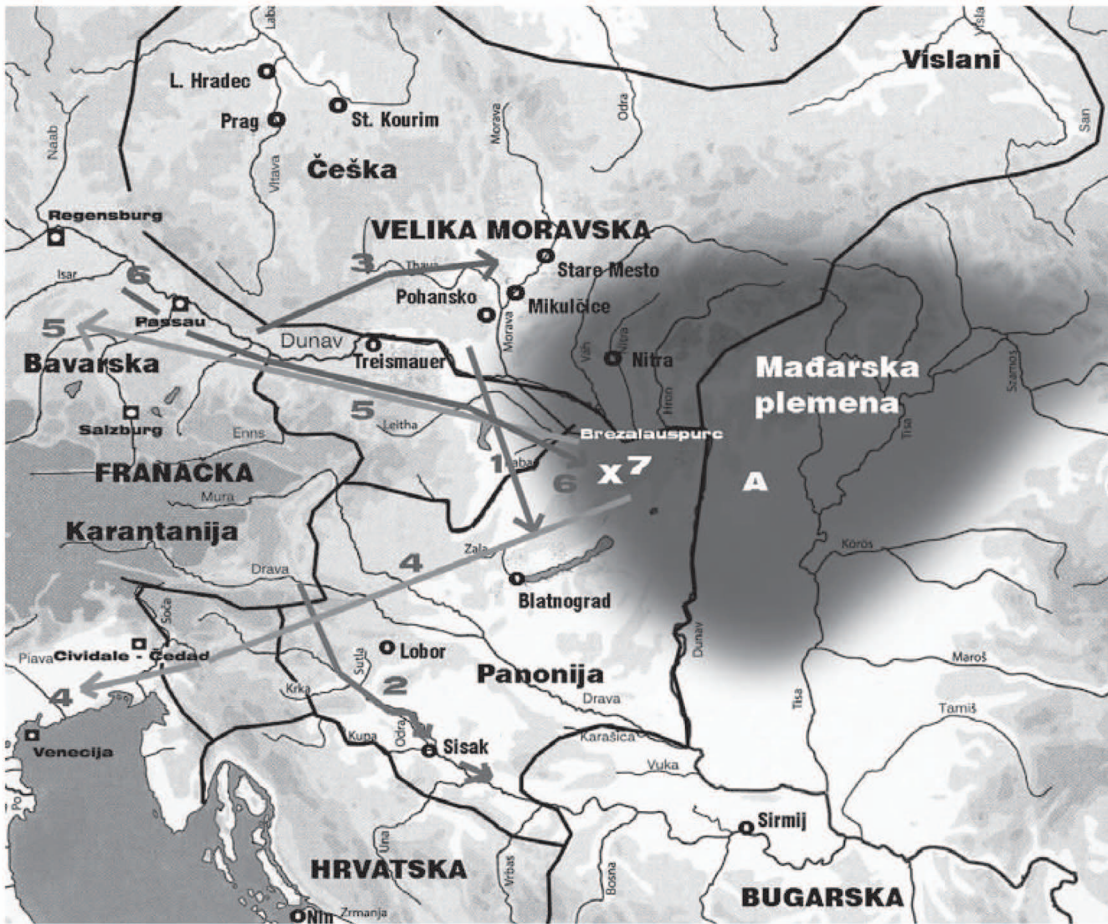 Laba
Visla
L. Hradec
Vislani
St. Kourim
Prag
Naab
Vltava
Morava
Odra
San
Češka
Regensburg
VELIKA MORAVSKA
Isar
6
3
Thaya
Stare Mesto
Pohansko
Mikulčice
Passau
5
Dunav
Treismauer
Morava
Vah
Nitra
Nitra
Hron
Bavarska
Mađarska
plemena
Szamos
Tisa
Salzburg
Enns
5
Leitha
Brezalauspurc
1
Raba
X 7
6
A
FRANAČKA
Mura
Karantanija
Drava
4
Zala
Körös
Blatnograd
Soča
Piava
Cividale - Čedad
Lobor
Sutla
Panonija
Dunav
Maroš
4
Krka
2
Drava
Tisa
Tamiš
Venecija
Kupa
Odra
Sisak
Karašica
Vuka
Po
Sirmij
HRVATSKA
Una
Vrbas
Bosna
BUGARSKA
Nin
Zrmanja